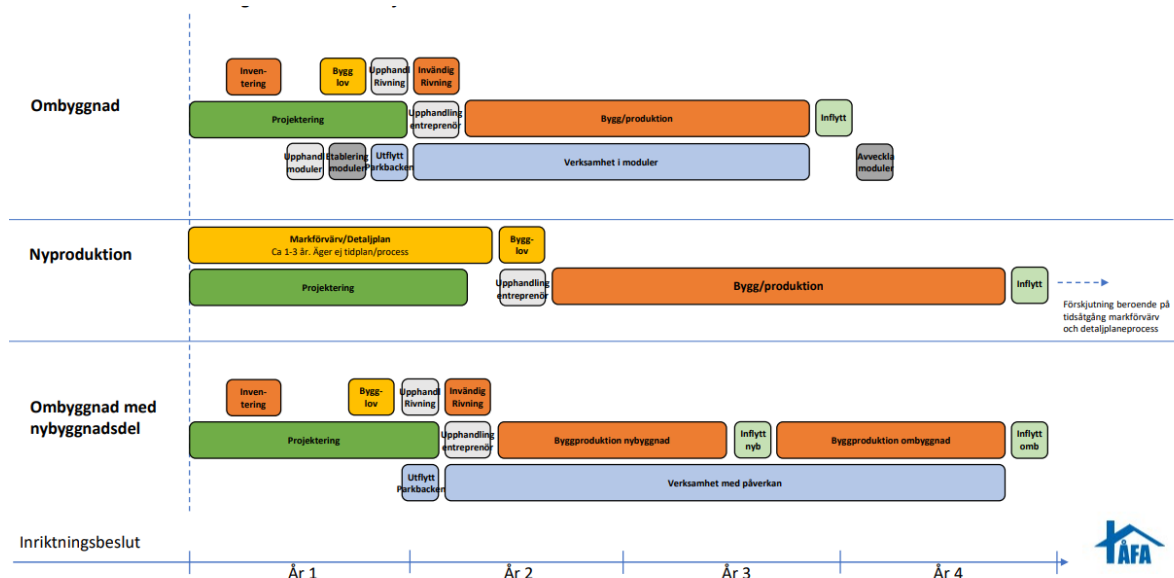 Ombyggnad
Inven-
tering
Bygg
lov
Upphandl
Rivning
Invändig
Rivning
Projektering
Upphandling
entreprenör
Bygg/produktion
Inflytt
Upphandl
moduler
Etablering
moduler
Utflytt
Parkbacken
Verksamhet i moduler
Avveckla
moduler
Nyproduktion
Markförvärv/Detaljplan
Ca 1-3 år. Äger ej tidplan/process
Bygg-
lov
Projektering
Upphandling
entreprenör
Bygg/produktion
Inflytt
Förskjutning beroende på
tidsåtgång markförvärv
och detaljplaneprocess
Ombyggnad med
nybyggnadsdel
Inven-
tering
Bygg-
lov
Upphandl
Rivning
Invändig
Rivning
Projektering
Upphandling
entreprenör
Byggproduktion nybyggnad
Inflytt
nyb
Byggproduktion ombyggnad
Inflytt
omb
Utflytt
Parkbacken
Verksamhet med påverkan
Inriktningsbeslut
År 1
År 2
År 3
År 4
ÅFA